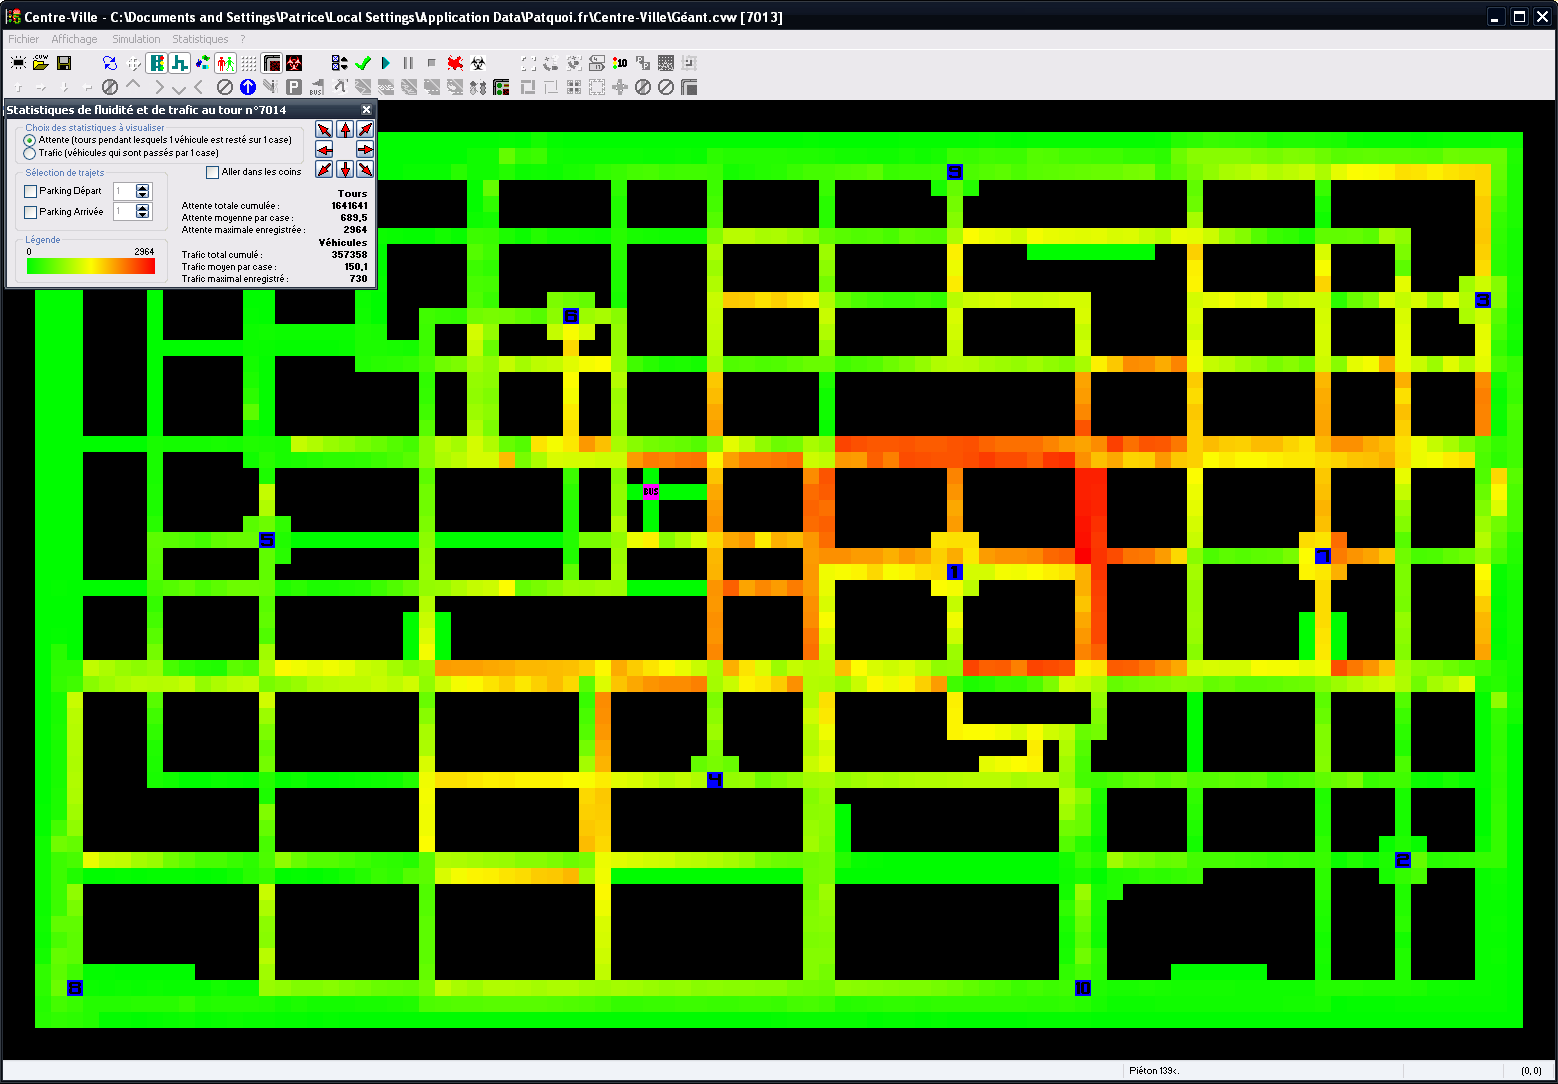 Centre-Ville - C:\Documents and Settings\Patrice\Local Settings\Application Data\Patquoi.fr\Centre-Ville\Géant.cvw [7013]
Fichier Affichage Simulation Statistiques ?
CVW 10
P BUS
Statistiques de fluidité et de trafic au tour n°7014
Choix des statistiques à visualiser
Attente (tours pendant lesquels 1 véhicule est resté sur 1 case)
Trafic (véhicules qui sont passés par 1 case)
Aller dans les coins
Sélection de trajets
Parking Départ 1
Parking Arrivée 1
Tours
Attente totale cumulée : 1641641
Attente moyenne par case : 689,5
Attente maximale enregistrée : 2964
Véhicules
Trafic total cumulé : 357358
Trafic moyen par case : 150,1
Trafic maximal enregistré : 730
Légende
0 2964
9
3
6
BUS
5
7
1
4
2
8
10
Piéton 139<.
(0, 0)